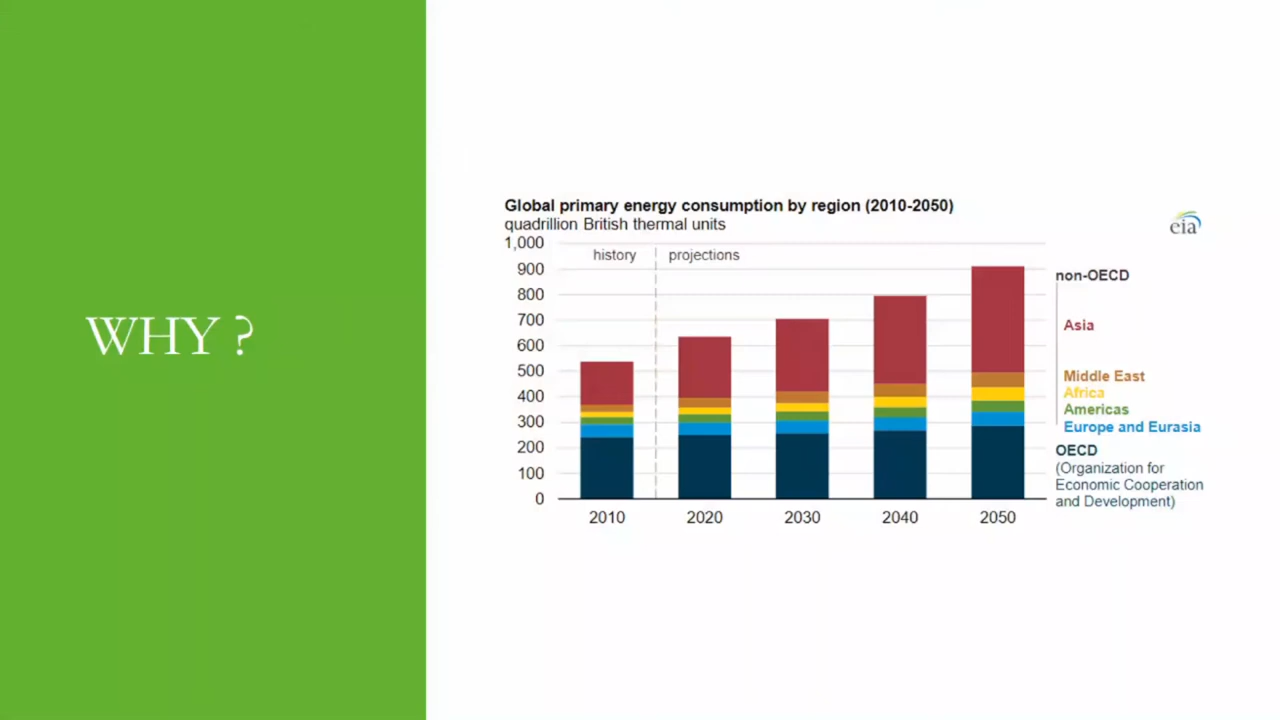 WHY ?
Global primary energy consumption by region (2010-2050)
quadrillion British thermal units
eia
1,000
900
800
700
600
500
400
300
200
100
0
history
projections
2010
2020
2030
2040
2050
non-OECD
Asia
Middle East
Africa
Americas
Europe and Eurasia
OECD
(Organization for
Economic Cooperation
and Development)